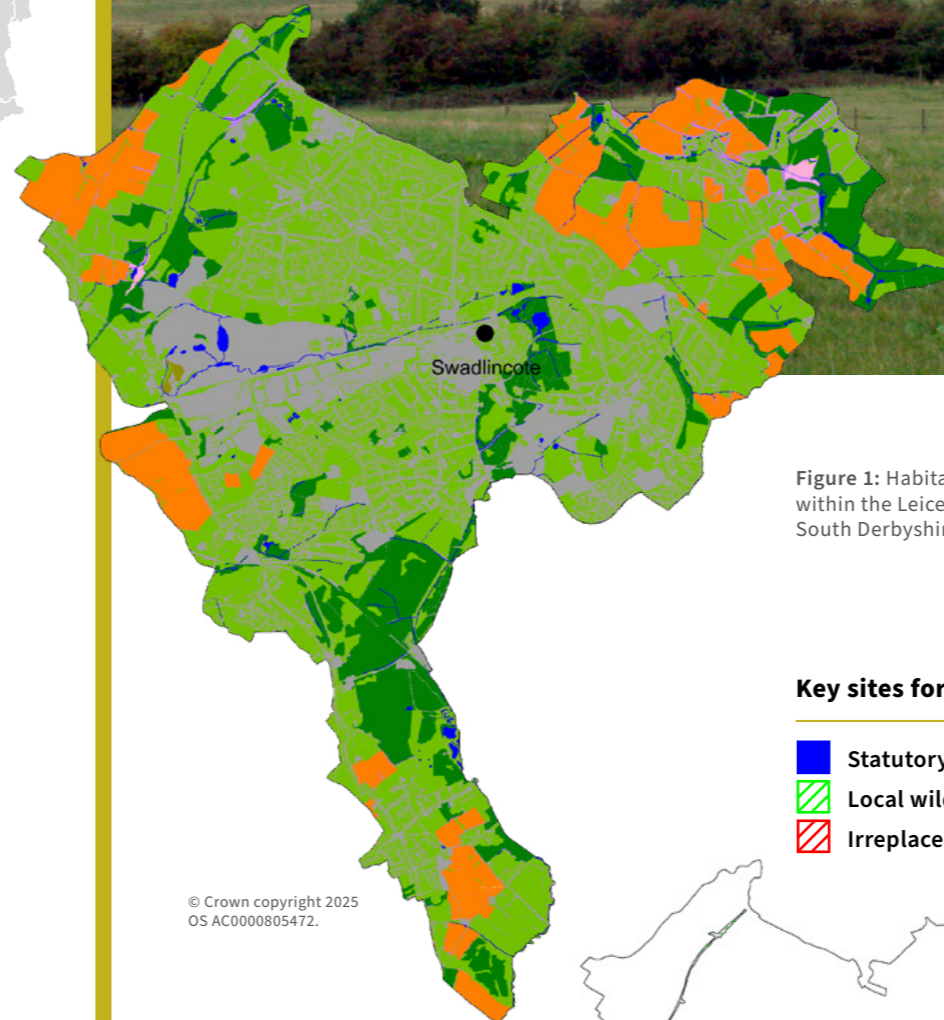 Swadlincote
Figure 1: Habita
within the Leice
South Derbyshir
Key sites for
Statutory
Local wil
Irreplace
© Crown copyright 2025
OS AC0000805472.